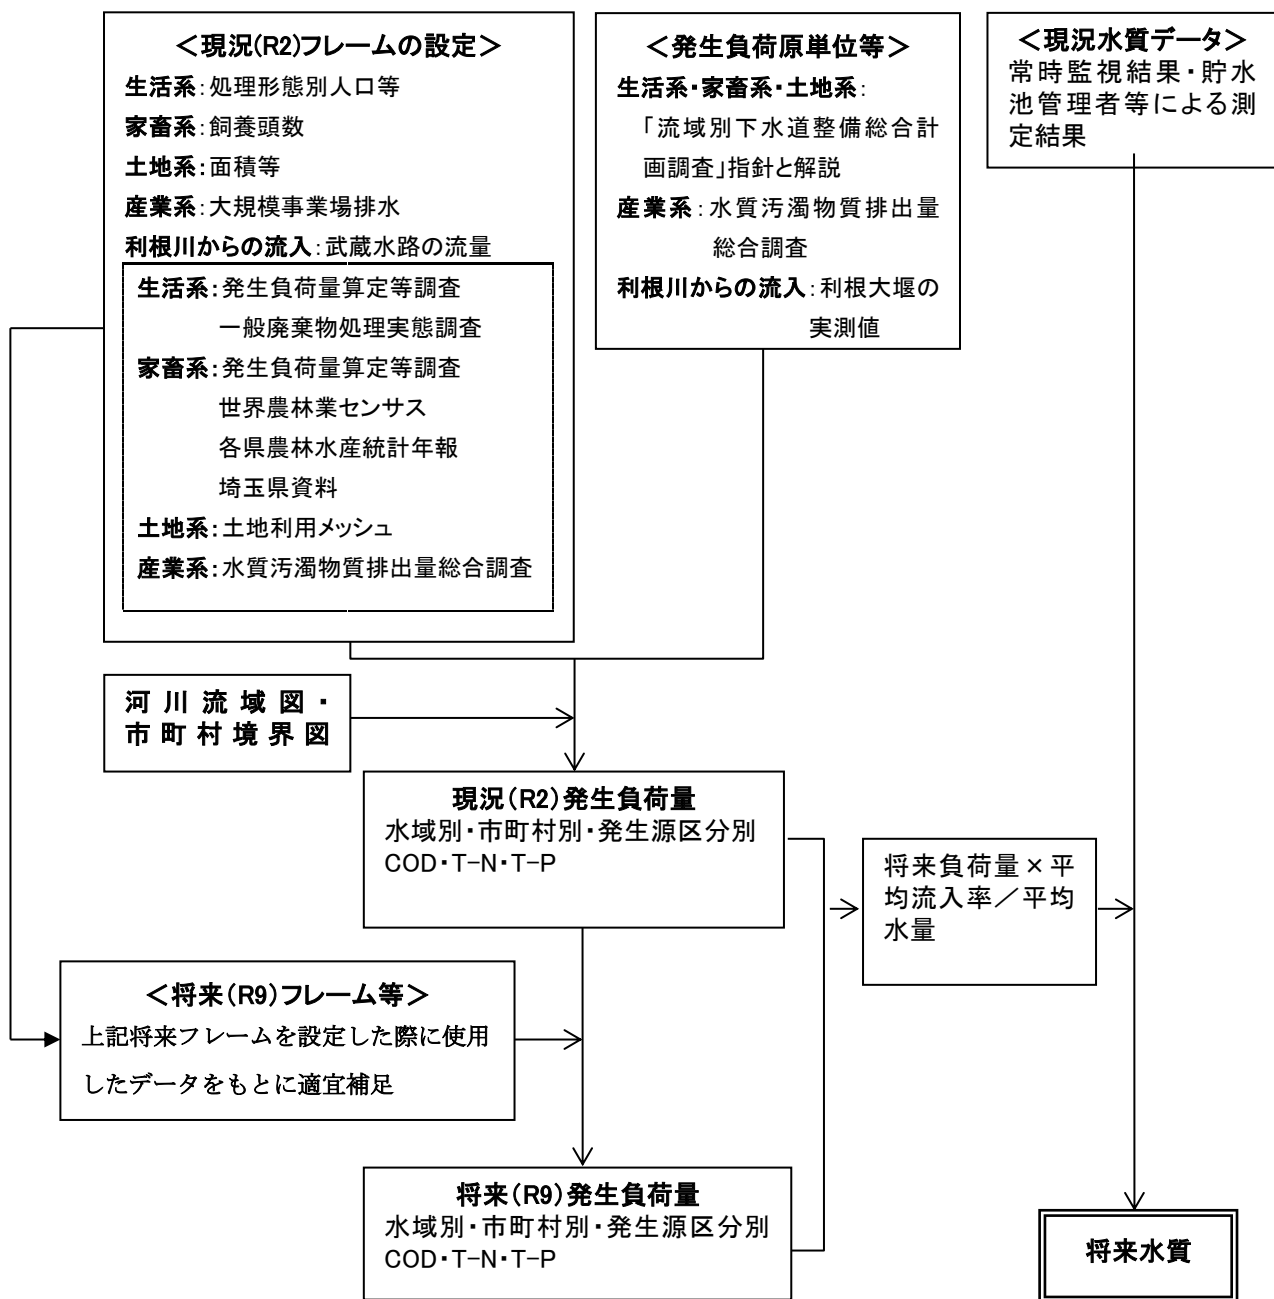 ＜現況(R2)フレームの設定＞
生活系：処理形態別人口等
家畜系：飼養頭数
土地系：面積等
産業系：大規模事業場排水
利根川からの流入：武蔵水路の流量
生活系：発生負荷量算定等調査
一般廃棄物処理実態調査
家畜系：発生負荷量算定等調査
世界農林業センサス
各県農林水産統計年報
埼玉県資料
土地系：土地利用メッシュ
産業系：水質汚濁物質排出量総合調査
＜発生負荷原単位等＞
生活系・家畜系・土地系：
「流域別下水道整備総合計
画調査」指針と解説
産業系：水質汚濁物質排出量
総合調査
利根川からの流入：利根大堰の
実測値
＜現況水質データ＞
常時監視結果・貯水
池管理者等による測
定結果
河川流域図・
市町村境界図
現況（R2）発生負荷量
水域別・市町村別・発生源区分別
COD・T-N・T-P
将来負荷量×平
均流入率／平均
水量
＜将来（R9）フレーム等＞
上記将来フレームを設定した際に使用
したデータをもとに適宜補足
将来（R9）発生負荷量
水域別・市町村別・発生源区分別
COD・T-N・T-P
将来水質